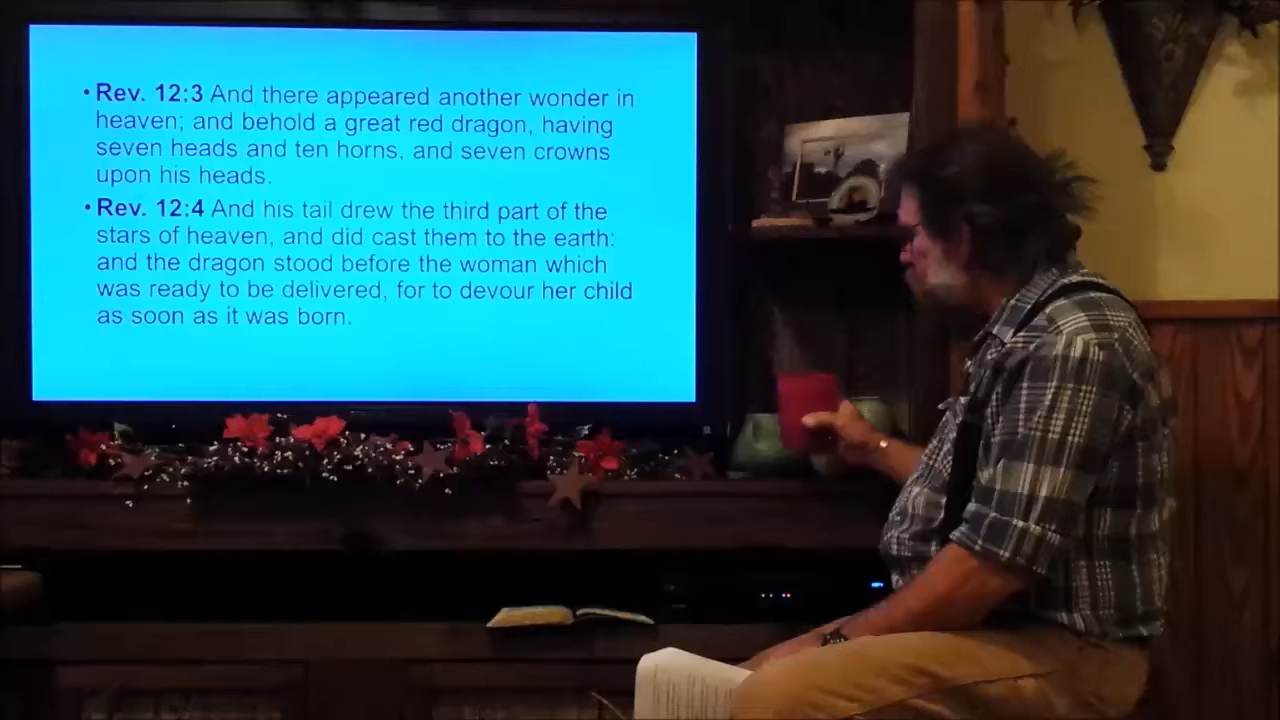 • Rev. 12:3 And there appeared another wonder in
heaven; and behold a great red dragon, having
seven heads and ten horns, and seven crowns
upon his heads.
• Rev. 12:4 And his tail drew the third part of the
stars of heaven, and did cast them to the earth:
and the dragon stood before the woman which
was ready to be delivered, for to devour her child
as soon as it was born.